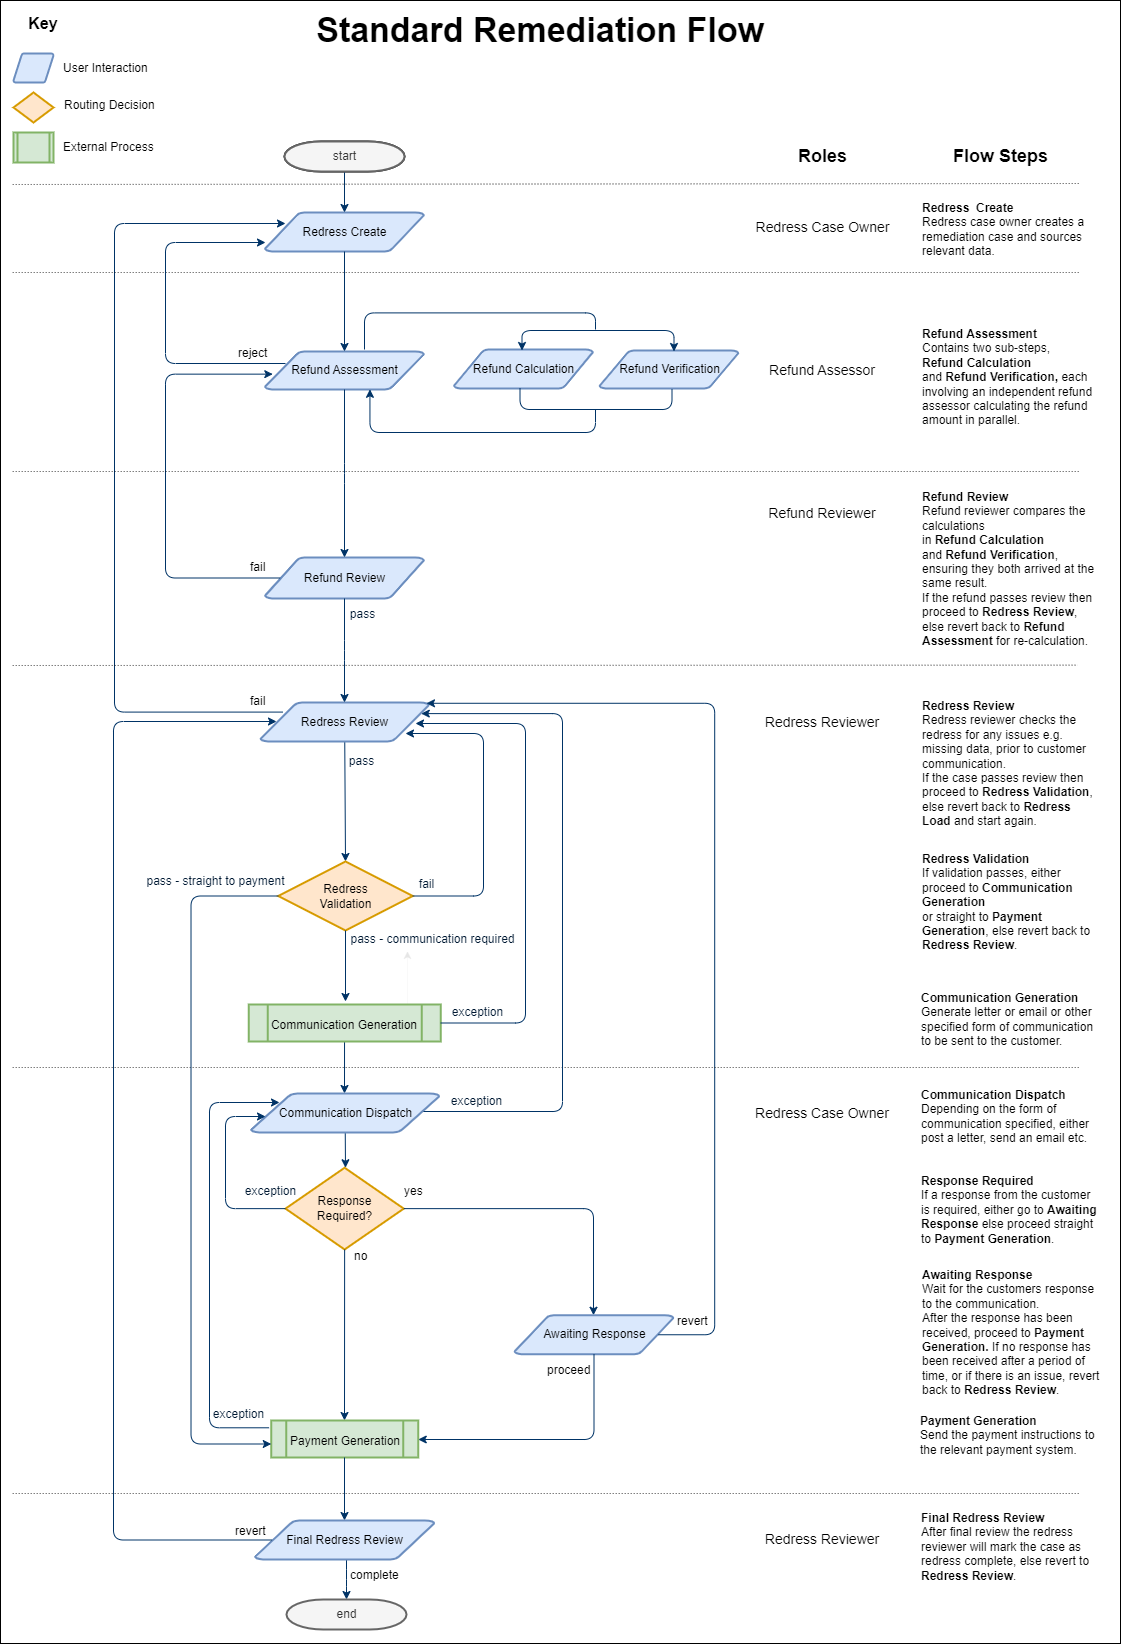 Key
Standard Remediation Flow
User Interaction
Routing Decision
External Process
start
Roles
Flow Steps
Redress Create
Redress Case Owner
Redress  Create
Redress case owner creates a
remediation case and sources
relevant data.
reject
Refund Assessment
Refund Calculation
Refund Verification
Refund Assessor
Refund Assessment
Contains two sub-steps,
Refund Calculation
and Refund Verification, each
involving an independent refund
assessor calculating the refund
amount in parallel.
Refund Reviewer
fail
Refund Review
pass
Refund Review
Refund reviewer compares the
calculations
in Refund Calculation
and Refund Verification,
ensuring they both arrived at the
same result.
If the refund passes review then
proceed to Redress Review,
else revert back to Refund
Assessment for re-calculation.
fail
Redress Review
pass
Redress Reviewer
Redress Review
Redress reviewer checks the
redress for any issues e.g.
missing data, prior to customer
communication.
If the case passes review then
proceed to Redress Validation,
else revert back to Redress
Load and start again.
pass - straight to payment
Redress
Validation
fail
pass - communication required
Redress Validation
If validation passes, either
proceed to Communication
Generation
or straight to Payment
Generation, else revert back to
Redress Review.
Communication Generation
exception
Communication Generation
Generate letter or email or other
specified form of communication
to be sent to the customer.
Communication Dispatch
exception
Redress Case Owner
Communication Dispatch
Depending on the form of
communication specified, either
post a letter, send an email etc.
exception
Response
Required?
yes
no
Response Required
If a response from the customer
is required, either go to Awaiting
Response else proceed straight
to Payment Generation.
Awaiting Response
revert
proceed
Awaiting Response
Wait for the customers response
to the communication.
After the response has been
received, proceed to Payment
Generation. If no response has
been received after a period of
time, or if there is an issue, revert
back to Redress Review.
exception
Payment Generation
Payment Generation
Send the payment instructions to
the relevant payment system.
revert
Final Redress Review
complete
Redress Reviewer
Final Redress Review
After final review the redress
reviewer will mark the case as
redress complete, else revert to
Redress Review.
end